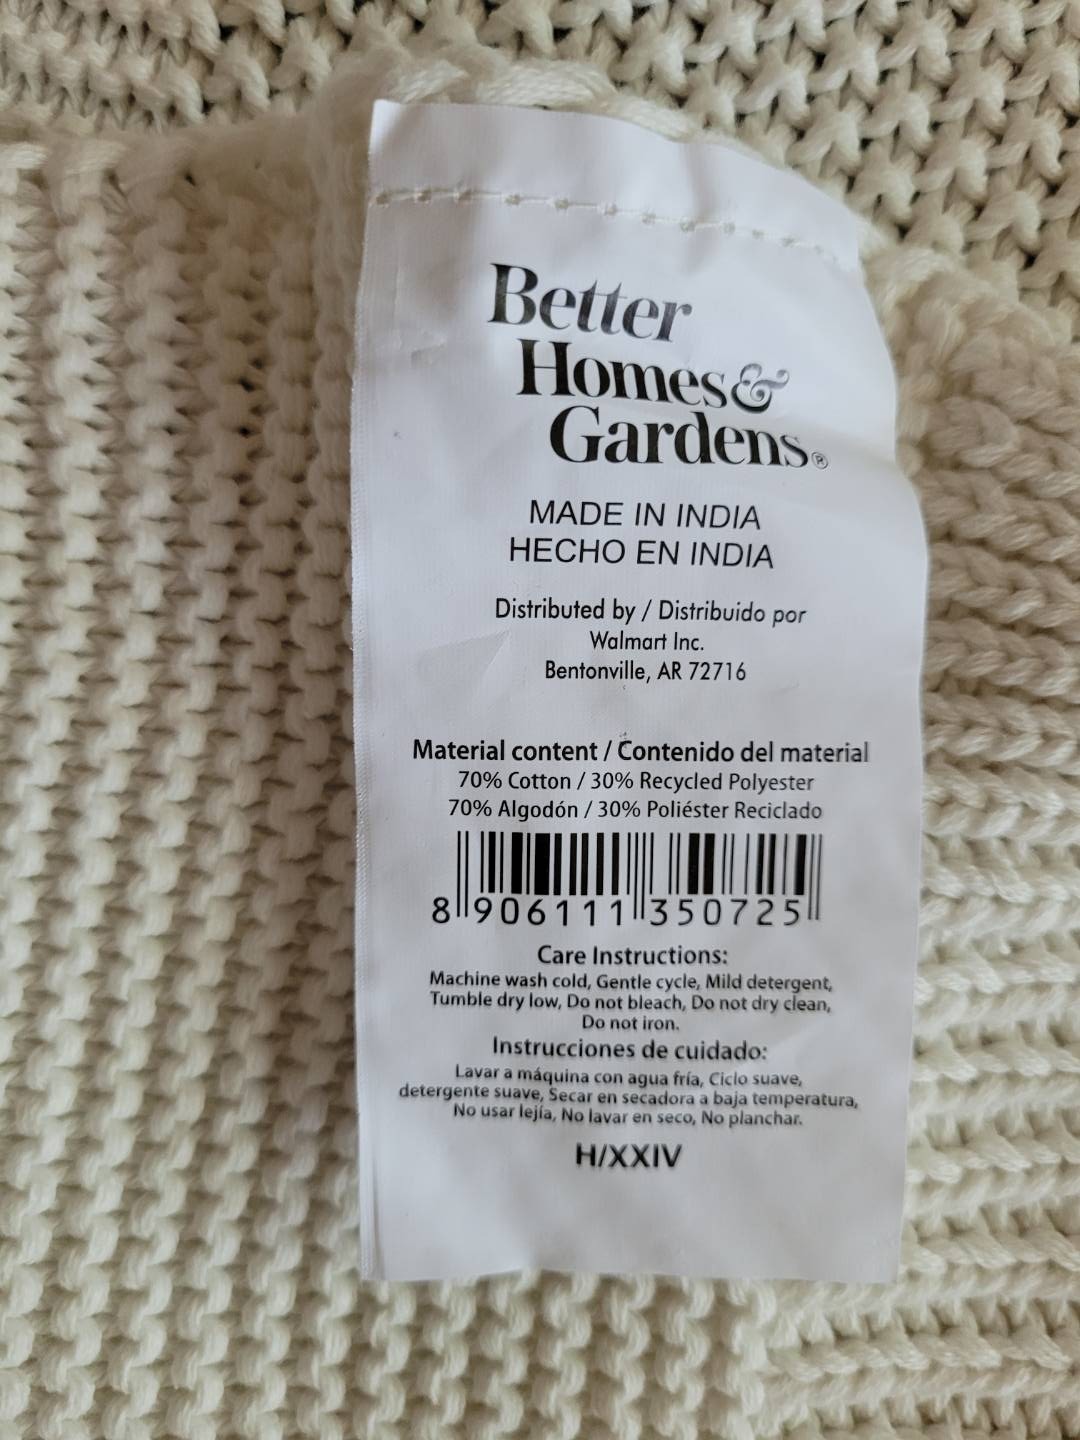 Better
Homes&
Gardens®
MADE IN INDIA
HECHO EN INDIA
Distributed by / Distribuido por
Walmart Inc.
Bentonville, AR 72716
Material content / Contenido del material
70% Cotton / 30% Recycled Polyester
70% Algodón / 30% Poliéster Reciclado
8 906111 350725
Care Instructions:
Machine wash cold, Gentle cycle, Mild detergent,
Tumble dry low, Do not bleach, Do not dry clean,
Do not iron.
Instrucciones de cuidado:
Lavar a máquina con agua fría, Ciclo suave,
detergente suave, Secar en secadora a baja temperatura,
No usar lejía, No lavar en seco, No planchar.
H/XXIV